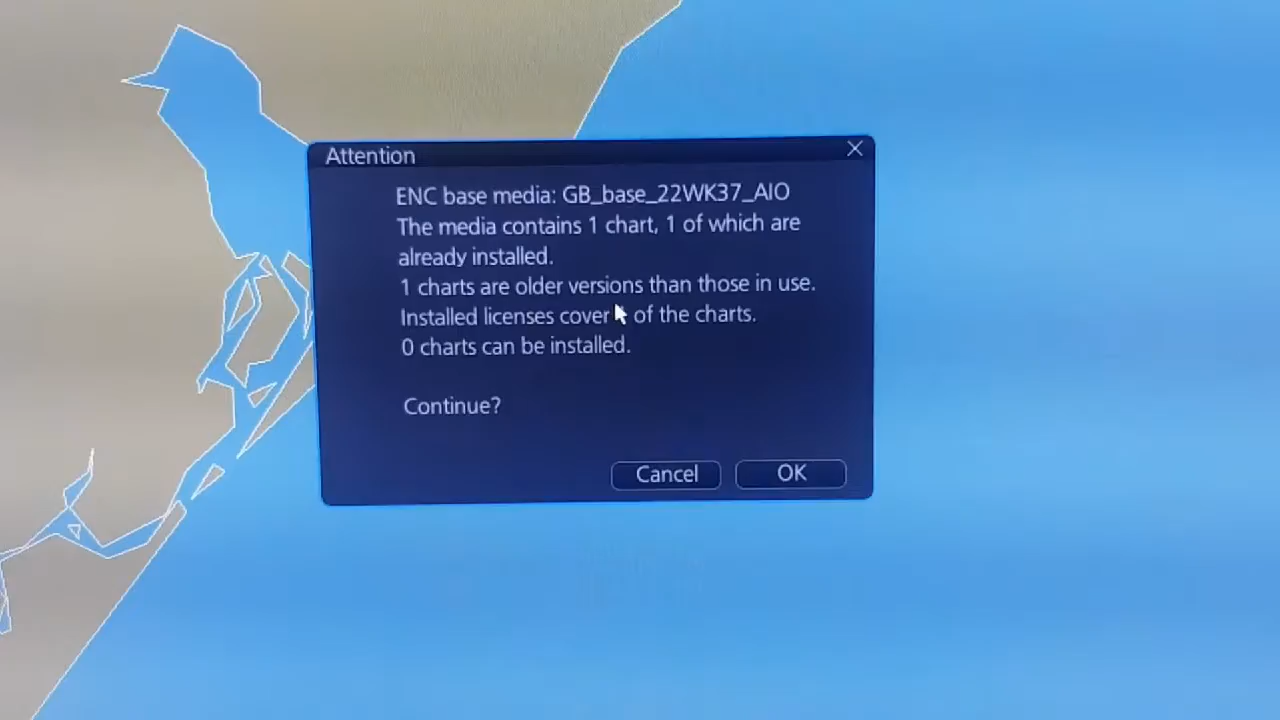 Attention
ENC base media: GB_base_22WK37_AIO
The media contains 1 chart, 1 of which are
already installed.
1 charts are older versions than those in use.
Installed licenses cover of the charts.
0 charts can be installed.
Continue?
Cancel OK